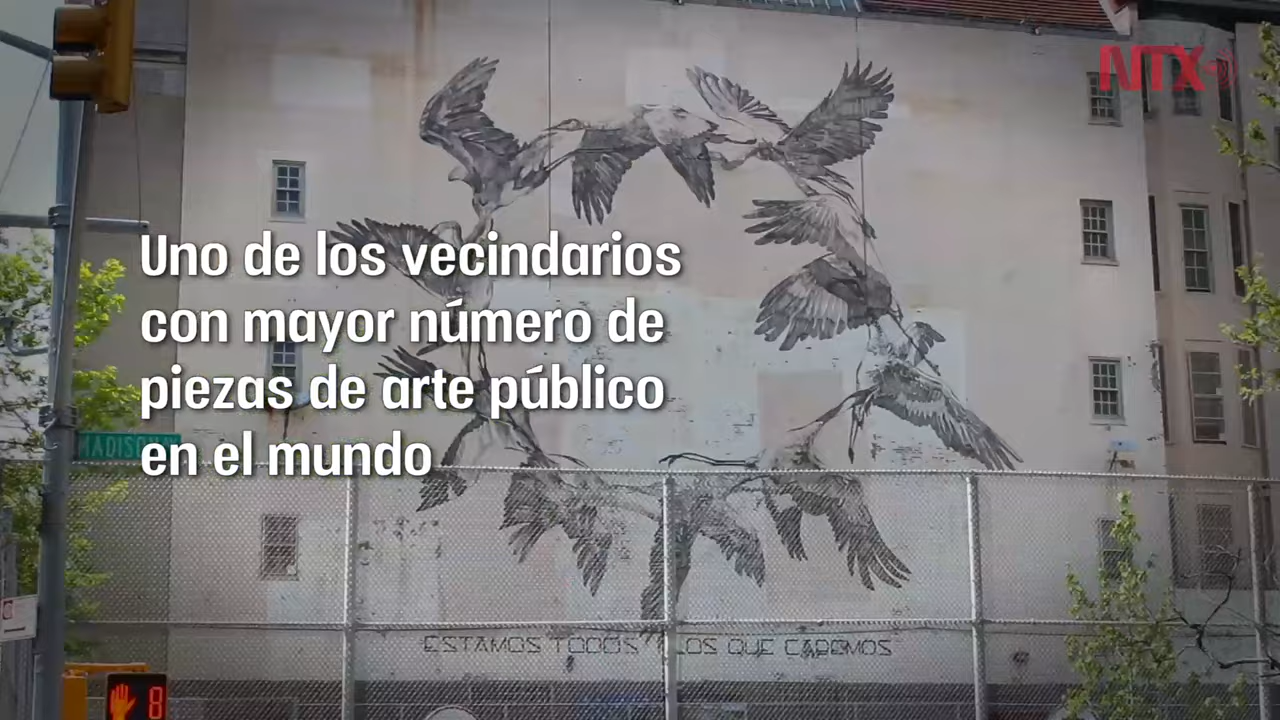 NTX
Uno de los vecindarios
con mayor número de
piezas de arte público
en el mundo
MADISON
ESTAMOS TODOS LOS QUE CABEMOS
8